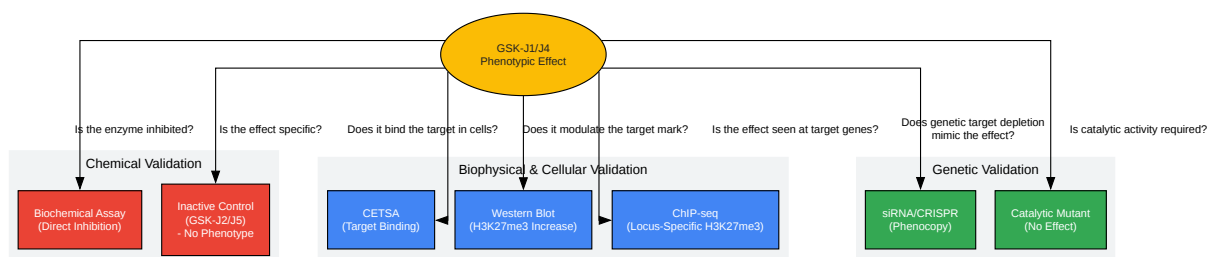 GSK-J1/J4
Phenotypic Effect
Is the enzyme inhibited?
Is the effect specific?
Does it bind the target in cells?
Does it modulate the target mark?
Is the effect seen at target genes?
Does genetic target depletion
mimic the effect?
Is catalytic activity required?
Chemical Validation
Biochemical Assay
(Direct Inhibition)
Inactive Control
(GSK-J2/J5)
- No Phenotype
Biophysical & Cellular Validation
CETSA
(Target Binding)
Western Blot
(H3K27me3 Increase)
ChIP-seq
(Locus-Specific H3K27me3)
Genetic Validation
siRNA/CRISPR
(Phenocopy)
Catalytic Mutant
(No Effect)